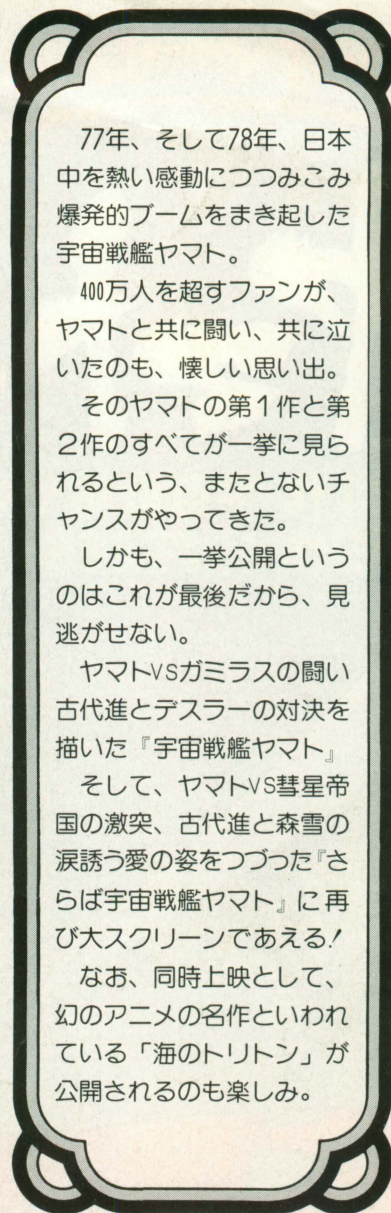 77年、そして78年、日本
中を熱い感動につつみこみ
爆発的ブームをまき起した
宇宙戦艦ヤマト。
　400万人を超すファンが、
ヤマトと共に闘い、共に泣
いたのも、懐しい思い出。
　そのヤマトの第1作と第
2作のすべてが一挙に見ら
れるという、またとないチ
ャンスがやってきた。
　しかも、一挙公開という
のはこれが最後だから、見
逃がせない。
　ヤマトVSガミラスの闘い
古代進とデスラーの対決を
描いた『宇宙戦艦ヤマト』
　そして、ヤマトVS彗星帝
国の激突、古代進と森雪の
涙誘う愛の姿をつづった『さ
らば宇宙戦艦ヤマト』に再
び大スクリーンであえる!
　なお、同時上映として、
幻のアニメの名作といわれ
ている「海のトリトン」が
公開されるのも楽しみ。